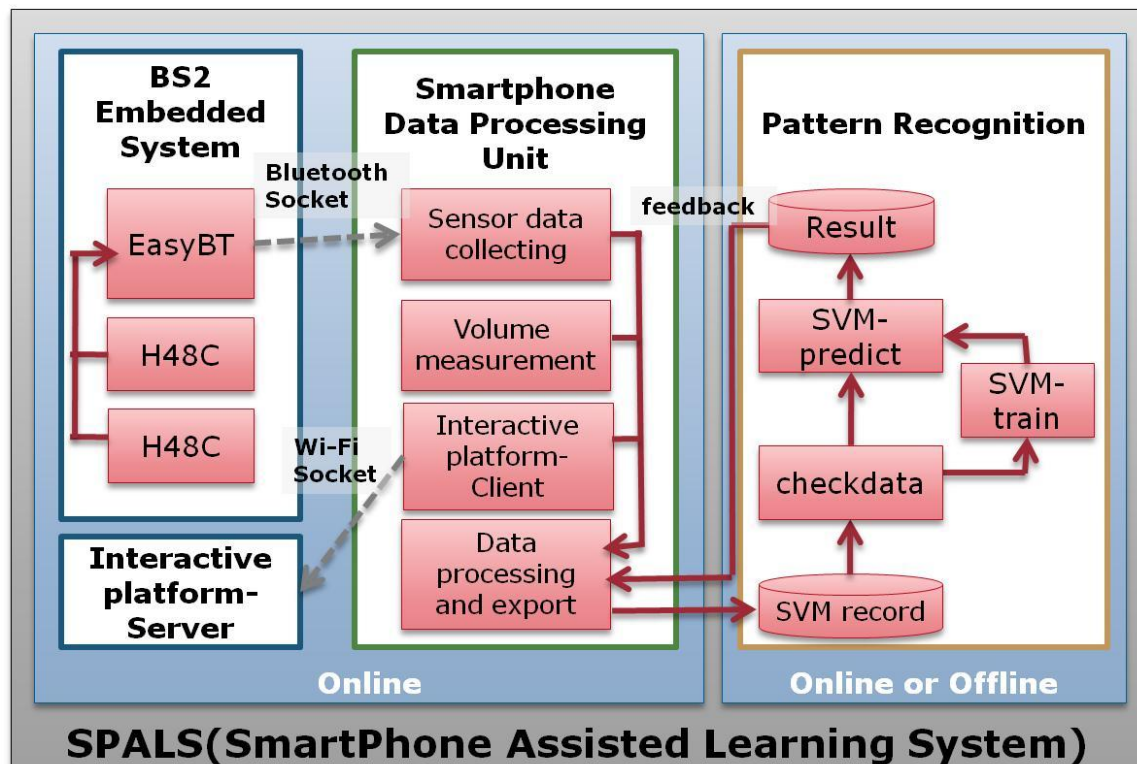 BS2
Embedded
System
Bluetooth
Socket
EasyBT
H48C
H48C
Wi-Fi
Socket
Interactive
platform-
Server
Smartphone
Data Processing
Unit
Sensor data
collecting
Volume
measurement
Interactive
platform-
Client
Data
processing
and export
Online
feedback
Pattern Recognition
Result
SVM-
predict
SVM-
train
checkdata
SVM record
Online or Offline
SPALS(SmartPhone Assisted Learning System)